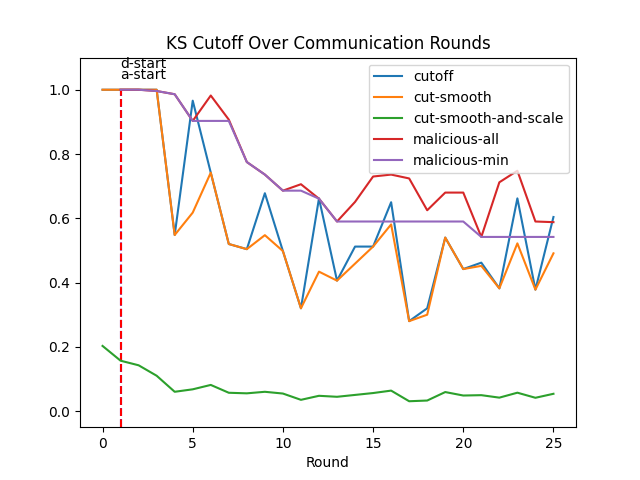 KS Cutoff Over Communication Rounds
d-start
a-start
cutoff
cut-smooth
cut-smooth-and-scale
malicious-all
malicious-min
1.0
0.8
0.6
0.4
0.2
0.0
0 5 10 15 20 25
Round